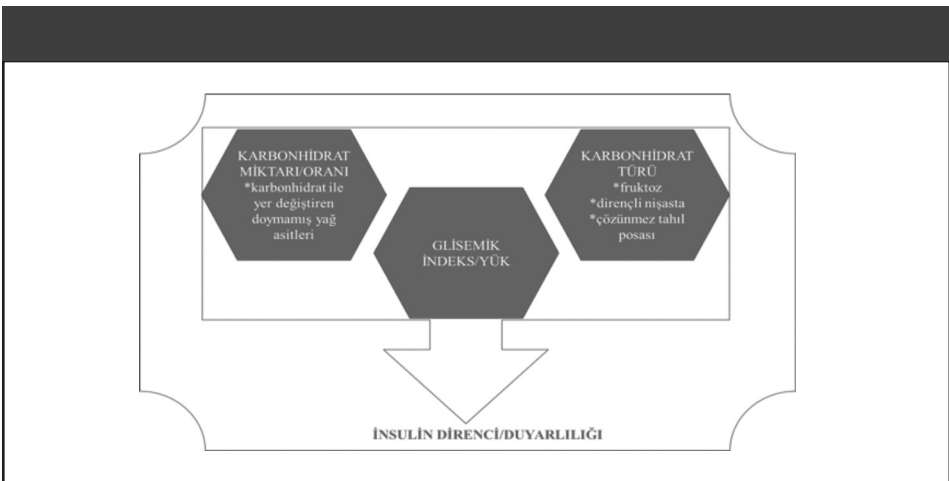 KARBONHİDRAT
MİKTARI/ORANI
*karbonhidrat ile
yer değiştiren
doymamış yağ
asitleri
GLİSEMİK
İNDEKS/YÜK
KARBONHİDRAT
TÜRÜ
*fruktoz
*dirençli nişasta
*çözünmez tahıl
posası
İNSULİN DİRENCİ/DUYARLILIĞI